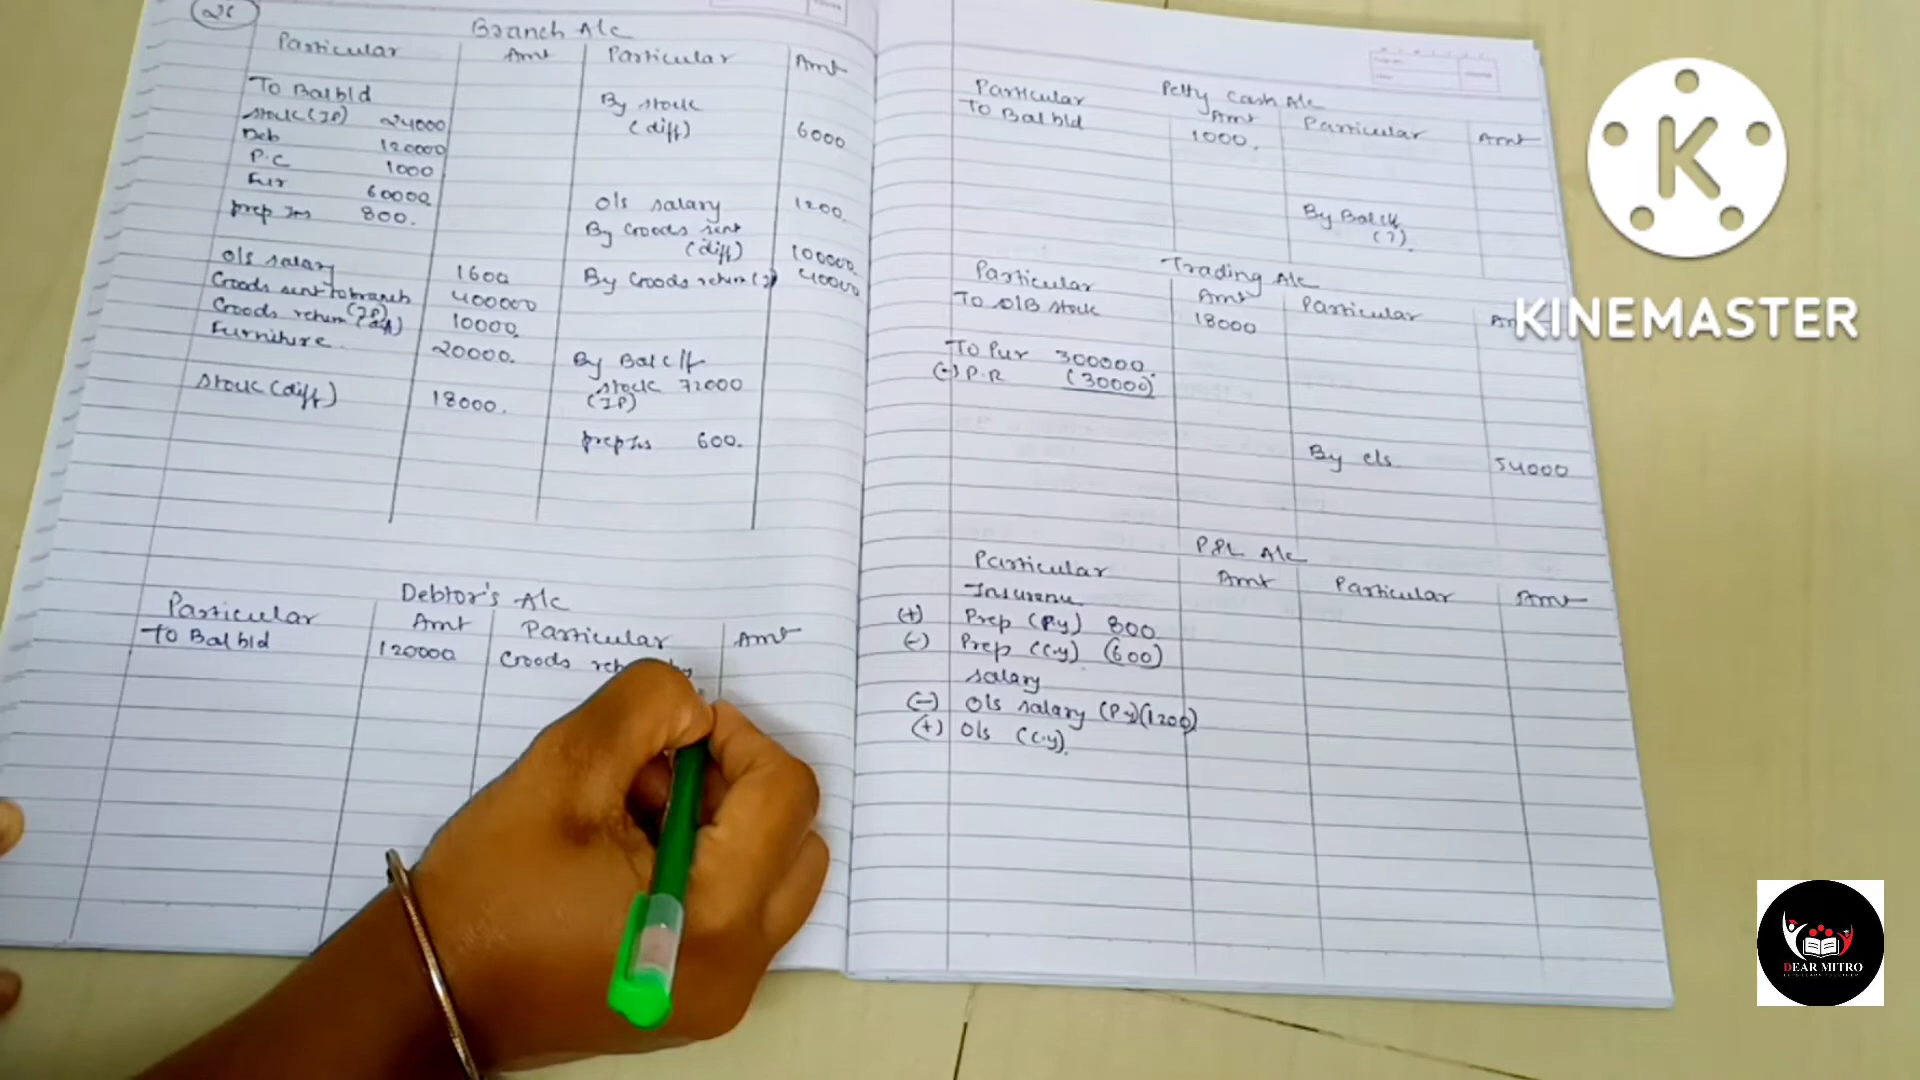 26
Branch A/c
Particular Amt Particular Amt
To Bal b/d
Stock (IP) 24000
Deb 120000
P.C 1000
Fur 60000
prep Ins 800.
By stock
(diff) 6000
o/s salary 1200.
By Goods sent
(diff) 100000
o/s salary 1600 By Goods return 40000
Goods sent to branch (IP) 400000
Goods return (diff) 10000
Furniture. 20000.
Stock (diff) 18000.
By Bal c/f
stock 72000
(IP)
prep Ins 600.
Debtor's A/c
Particular Amt Particular Amt
To Bal b/d 120000 Goods
Petty Cash A/c
Particular Amt Particular Amt
To Bal b/d 1000.
By Bal c/f
(?)
Trading A/c
Particular Amt Particular
To O/B stock 18000
To Pur 300000.
(-) P.R (30000)
By cls 54000
P&L A/c
Particular Amt Particular Amt
Insurenu
(+) Prep (P.y) 800
(-) Prep (C.y) (600)
salary
(-) O/s salary (P.y) (1200)
(+) O/s (C.y)
K
KINEMASTER
DEAR MITRO